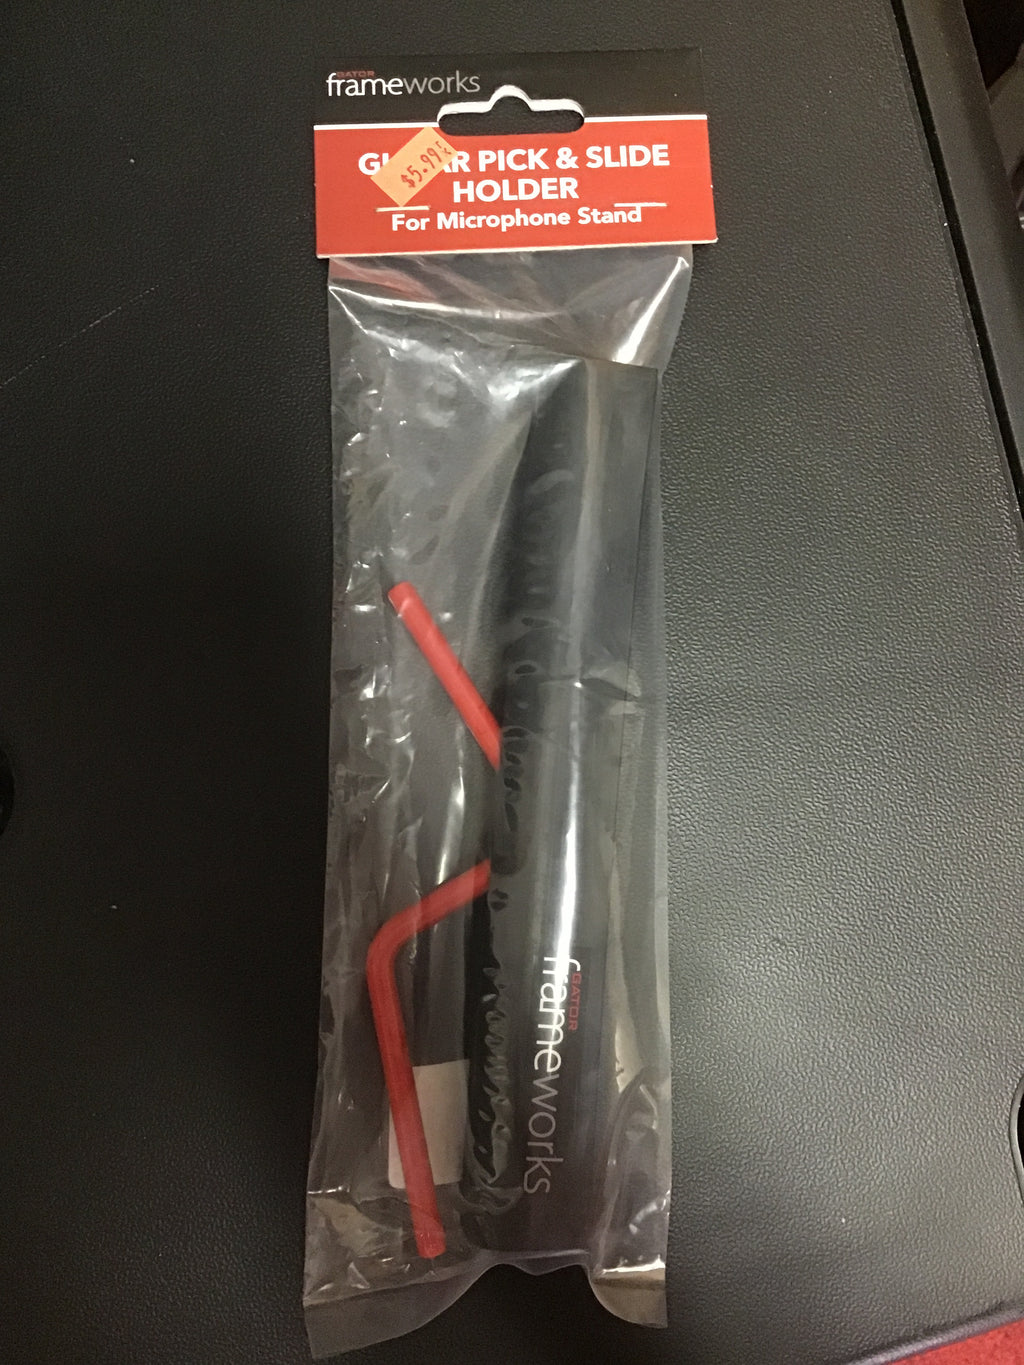 GATOR
frameworks
PICK & SLIDE
HOLDER
For Microphone Stand
$5.99
GATOR
frameworks